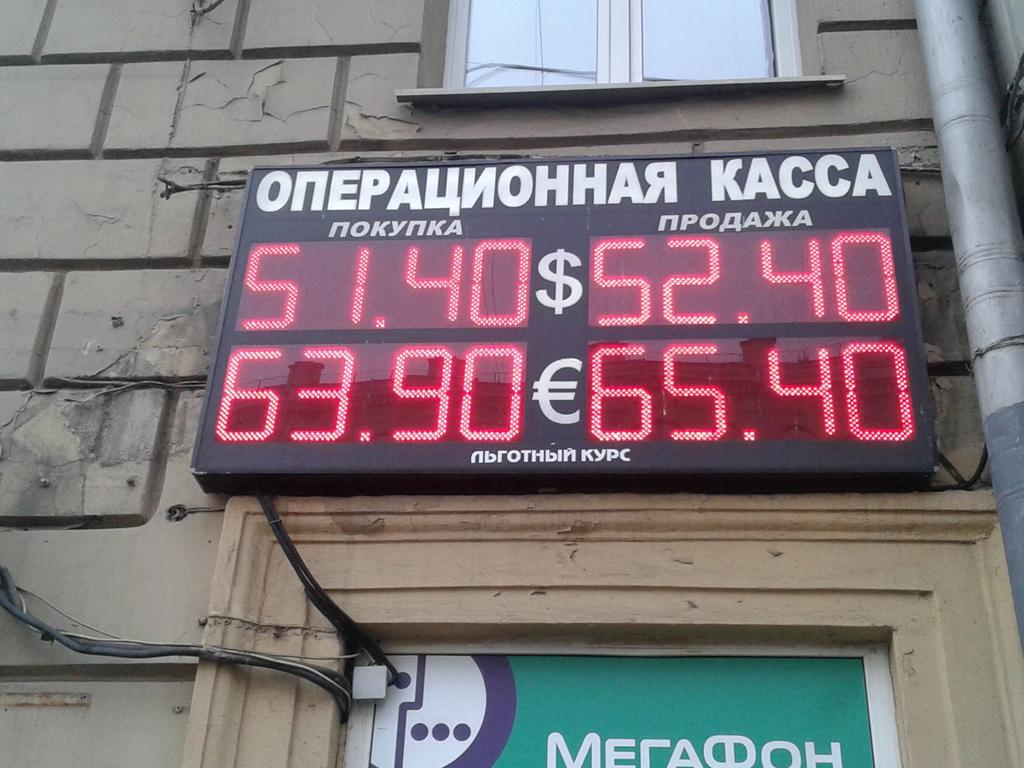 ОПЕРАЦИОННАЯ КАССА
ПОКУПКА ПРОДАЖА
51.40 $ 52.40
63.90 € 65.40
ЛЬГОТНЫЙ КУРС
МЕГАФОН